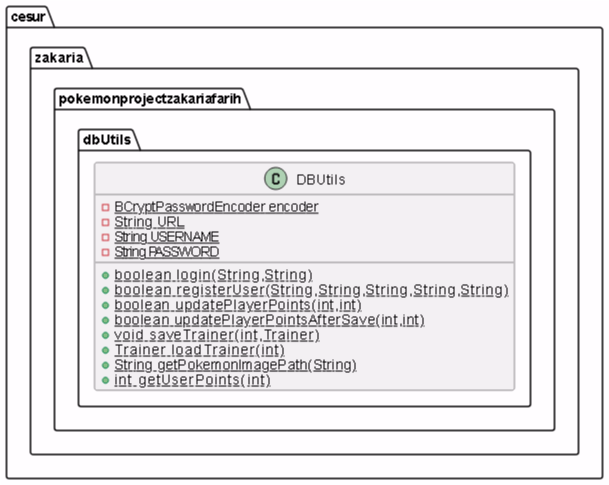 cesur
zakaria
pokemonprojectzakariafarih
dbUtils
C DBUtils
BCryptPasswordEncoder encoder
String URL
String USERNAME
String PASSWORD
boolean login(String,String)
boolean registerUser(String,String,String,String,String)
boolean updatePlayerPoints(int,int)
boolean updatePlayerPointsAfterSave(int,int)
void saveTrainer(int,Trainer)
Trainer loadTrainer(int)
String getPokemonImagePath(String)
int getUserPoints(int)